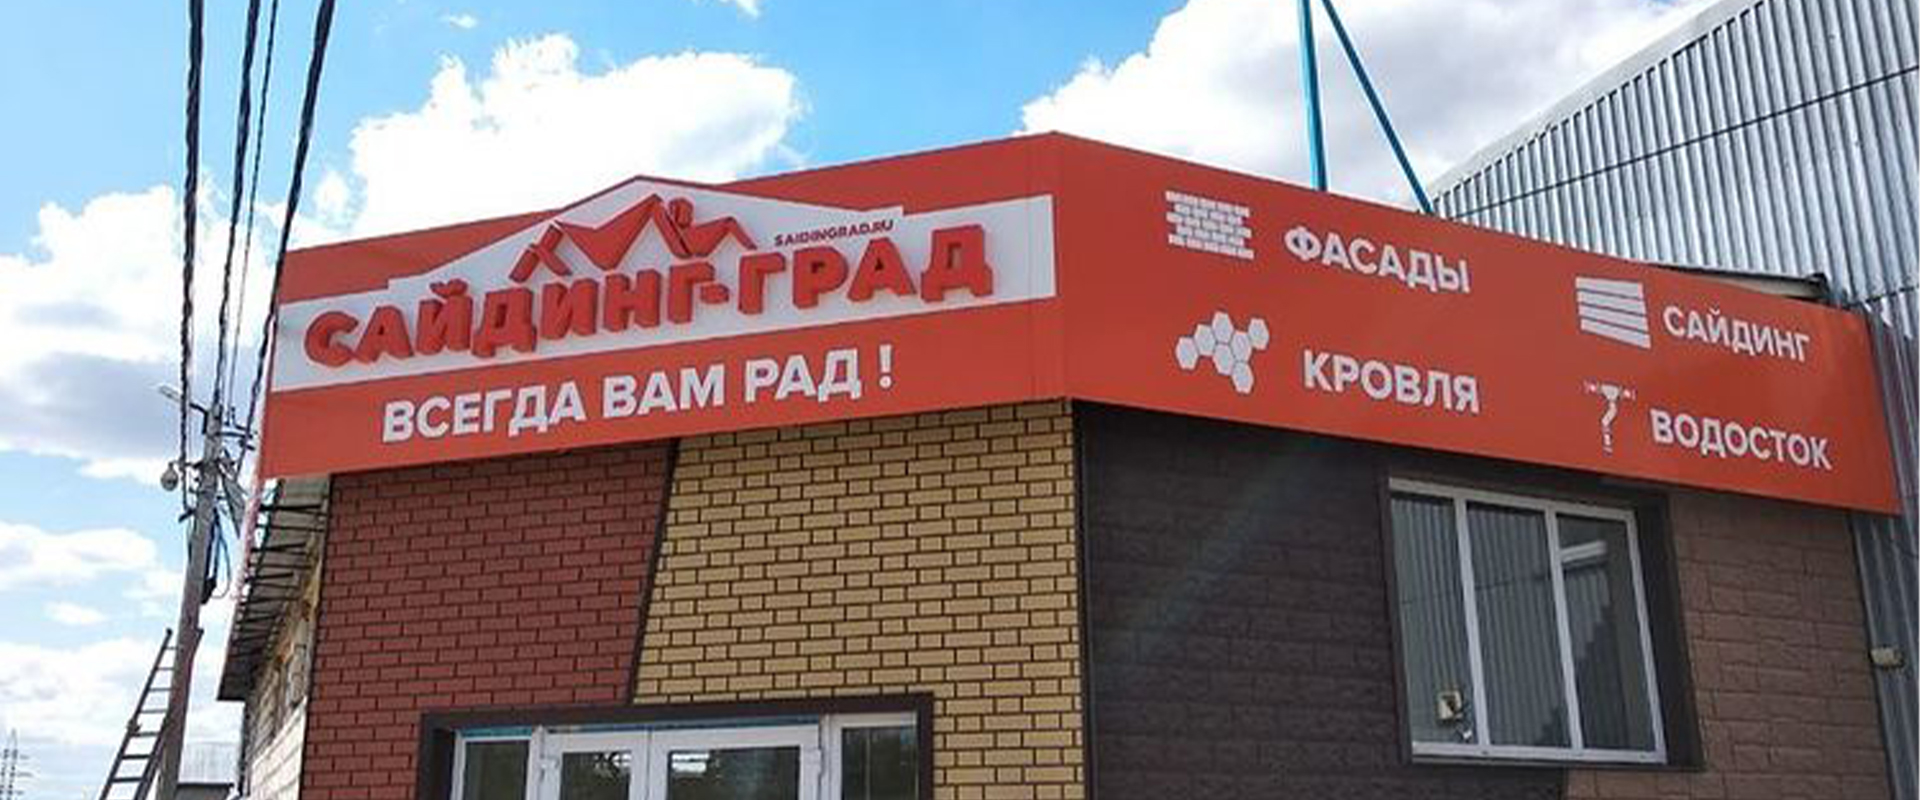 SAIDINGRAD.RU
САЙДИНГ-ГРАД
ВСЕГДА ВАМ РАД !
ФАСАДЫ
САЙДИНГ
КРОВЛЯ
ВОДОСТОК